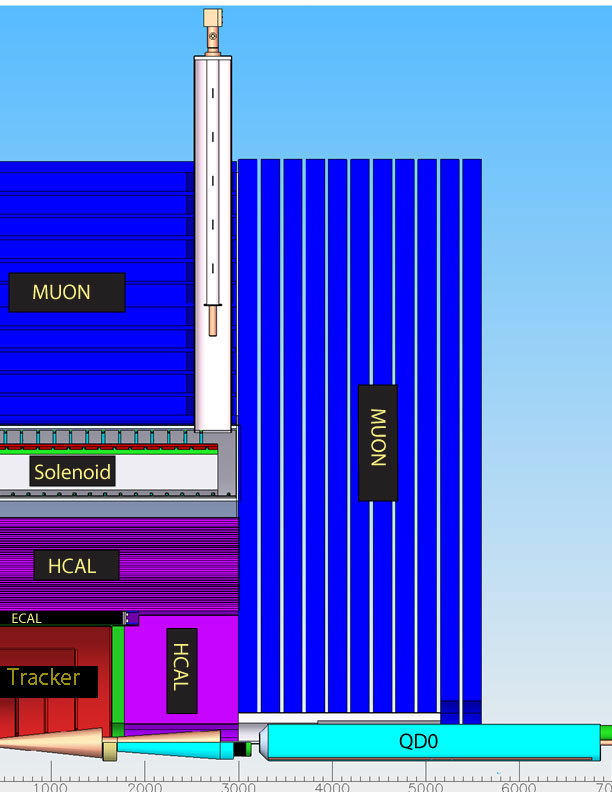 MUON
MUON
Solenoid
HCAL
ECAL
HCAL
Tracker
QD0
1000 2000 3000 4000 5000 6000